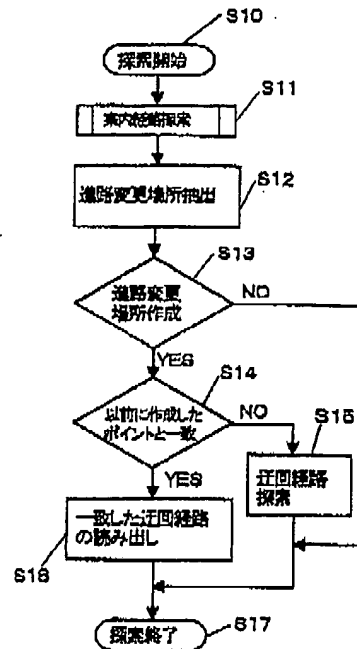 S10
探索開始
S11
案内経路探索
S12
進路変更場所抽出
S13
進路変更
場所作成
NO
YES
S14
以前に作成した
ポイントと一致
NO
S15
迂回経路
探索
YES
一致した迂回経路
の読み出し
S16
探索終了
S17